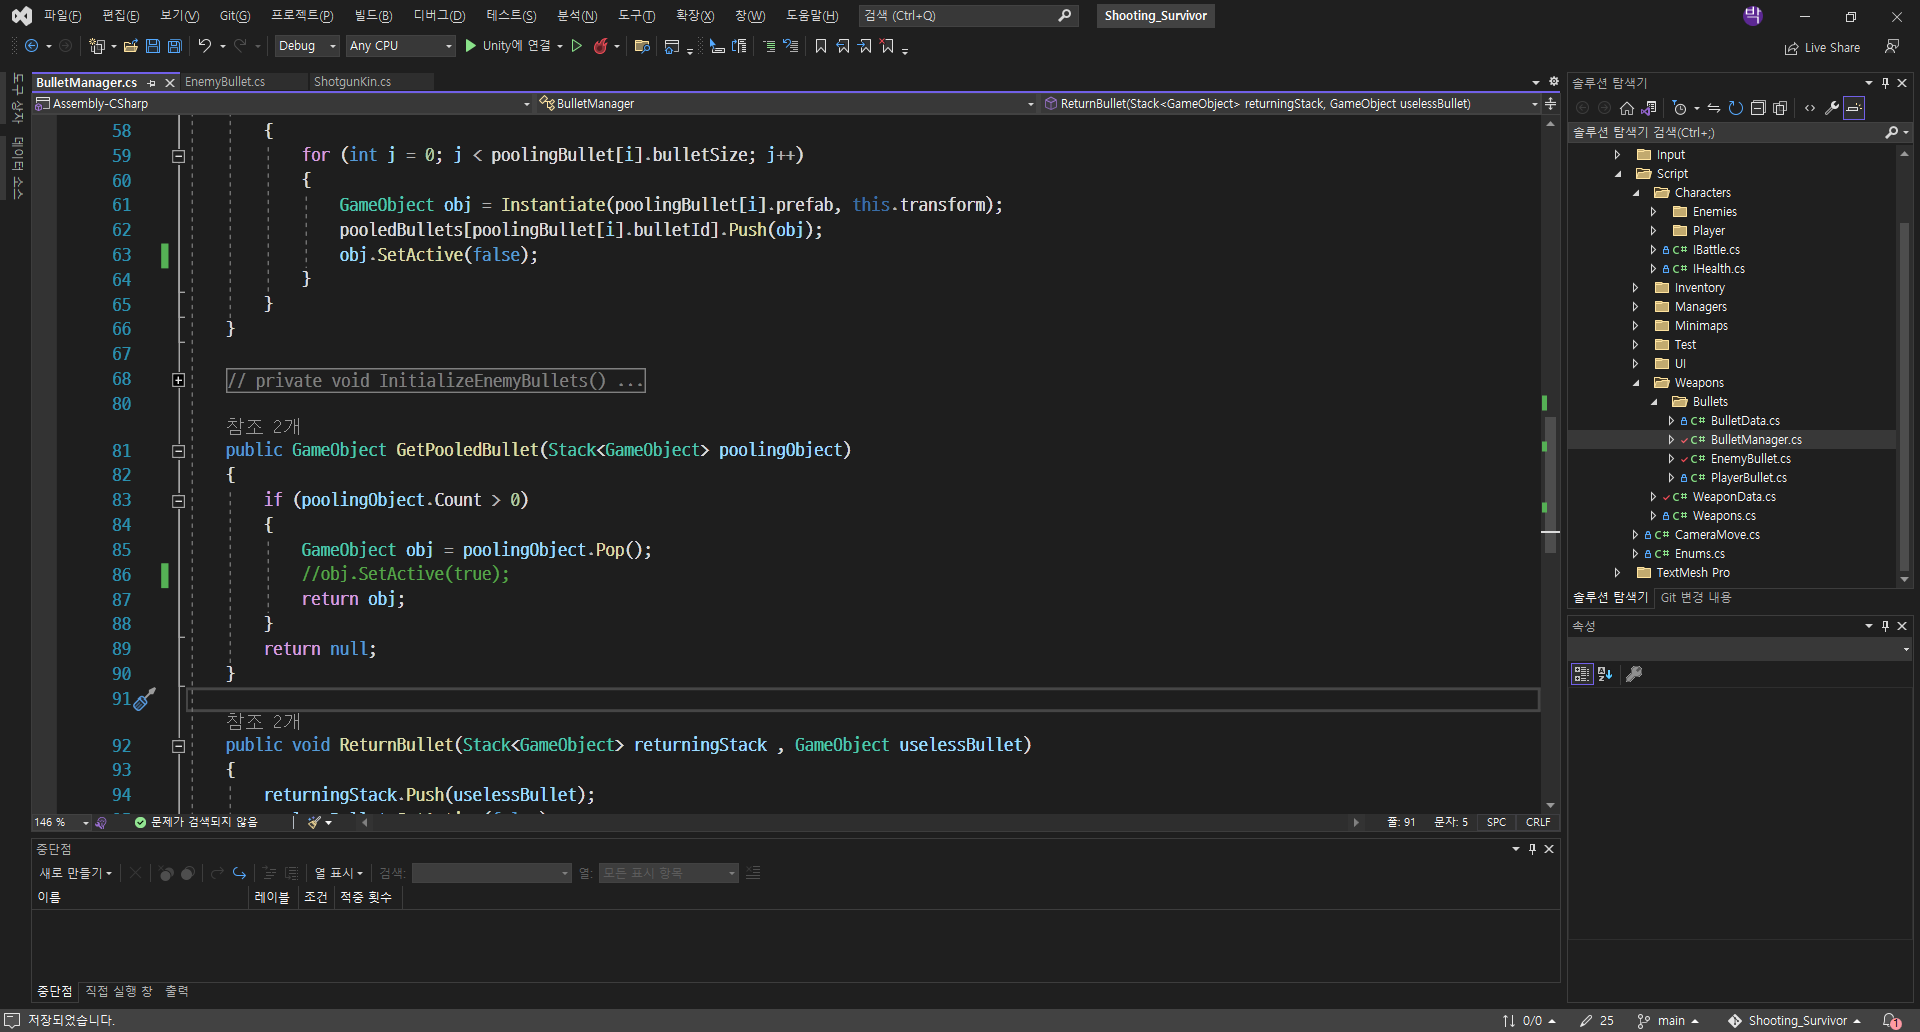 파일(F) 편집(E) 보기(V) Git(G) 프로젝트(P) 빌드(B) 디버그(D) 테스트(S) 분석(N) 도구(T) 확장(X) 창(W) 도움말(H) 검색 (Ctrl+Q) Shooting_Survivor 박
Debug Any CPU Unity에 연결 Live Share
도구 상자
데이터 소스
BulletManager.cs EnemyBullet.cs ShotgunKin.cs
Assembly-CSharp BulletManager ReturnBullet(Stack<GameObject> returningStack, GameObject uselessBullet)
58 {
59 for (int j = 0; j < poolingBullet[i].bulletSize; j++)
60 {
61 GameObject obj = Instantiate(poolingBullet[i].prefab, this.transform);
62 pooledBullets[poolingBullet[i].bulletId].Push(obj);
63 obj.SetActive(false);
64 }
65 }
66 }
67
68 // private void InitializeEnemyBullets() ...
80
참조 2개
81 public GameObject GetPooledBullet(Stack<GameObject> poolingObject)
82 {
83 if (poolingObject.Count > 0)
84 {
85 GameObject obj = poolingObject.Pop();
86 //obj.SetActive(true);
87 return obj;
88 }
89 return null;
90 }
91
참조 2개
92 public void ReturnBullet(Stack<GameObject> returningStack , GameObject uselessBullet)
93 {
94 returningStack.Push(uselessBullet);
146 % 문제가 검색되지 않음 줄: 91 문자: 5 SPC CRLF
중단점
새로 만들기 열 표시 검색: 열: 모든 표시 항목
이름 레이블 조건 적중 횟수
중단점 직접 실행 창 출력
솔루션 탐색기
솔루션 탐색기 검색(Ctrl+;)
Input
Script
Characters
Enemies
Player
C# IBattle.cs
C# IHealth.cs
Inventory
Managers
Minimaps
Test
UI
Weapons
Bullets
C# BulletData.cs
C# BulletManager.cs
C# EnemyBullet.cs
C# PlayerBullet.cs
C# WeaponData.cs
C# Weapons.cs
C# CameraMove.cs
C# Enums.cs
TextMesh Pro
솔루션 탐색기 Git 변경 내용
속성
저장되었습니다. 0/0 25 main Shooting_Survivor 1